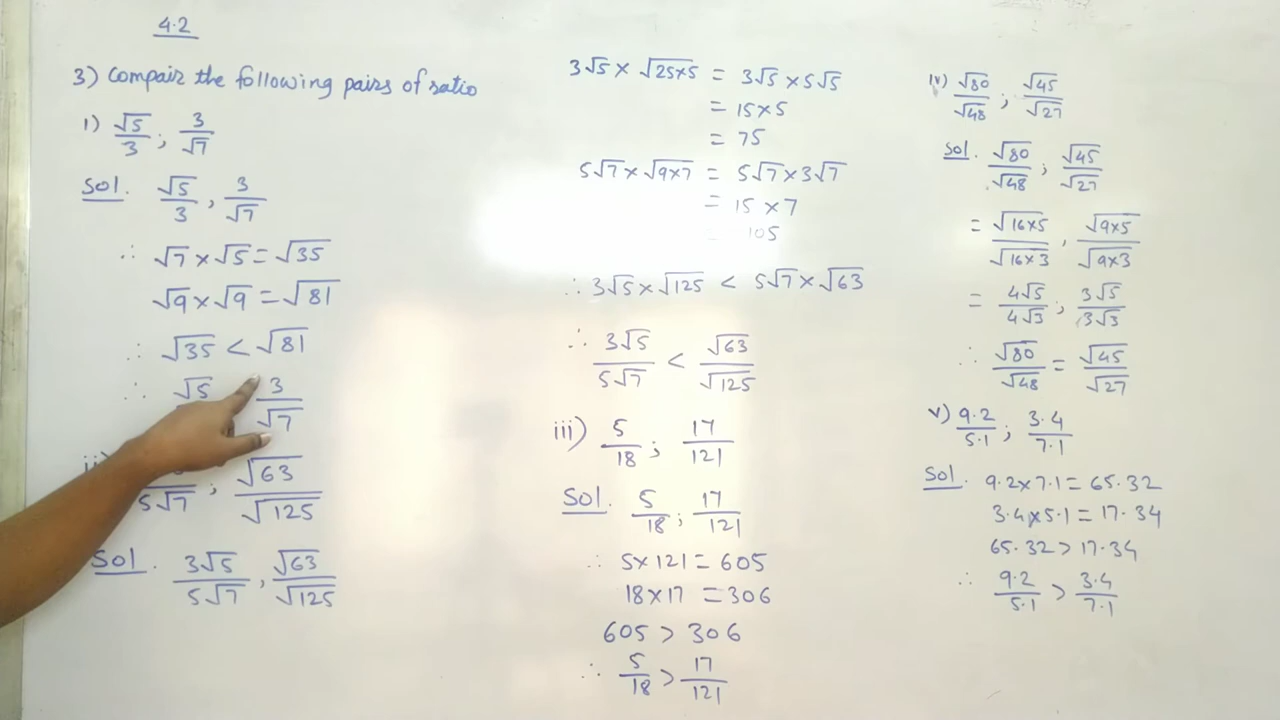 4.2
3) Compair the following pairs of ratio
i) √5/3 ; 3/√7
Sol. √5/3 , 3/√7
∴ √7 × √5 = √35
√9 × √9 = √81
∴ √35 < √81
∴ √5 3/√7
5√7 ; √63/√125
Sol. 3√5/5√7 , √63/√125
3√5 × √25×5 = 3√5 × 5√5
= 15 × 5
= 75
5√7 × √9×7 = 5√7 × 3√7
= 15 × 7
= 105
∴ 3√5 × √125 < 5√7 × √63
∴ 3√5/5√7 < √63/√125
iii) 5/18 ; 17/121
Sol. 5/18 ; 17/121
∴ 5×121 = 605
18×17 = 306
605 > 306
∴ 5/18 > 17/121
iv) √80/√48 ; √45/√27
Sol. √80/√48 ; √45/√27
= √16×5/√16×3 , √9×5/√9×3
= 4√5/4√3 ; 3√5/3√3
∴ √80/√48 = √45/√27
v) 9.2/5.1 ; 3.4/7.1
Sol. 9.2×7.1 = 65.32
3.4×5.1 = 17.34
65.32 > 17.34
∴ 9.2/5.1 > 3.4/7.1